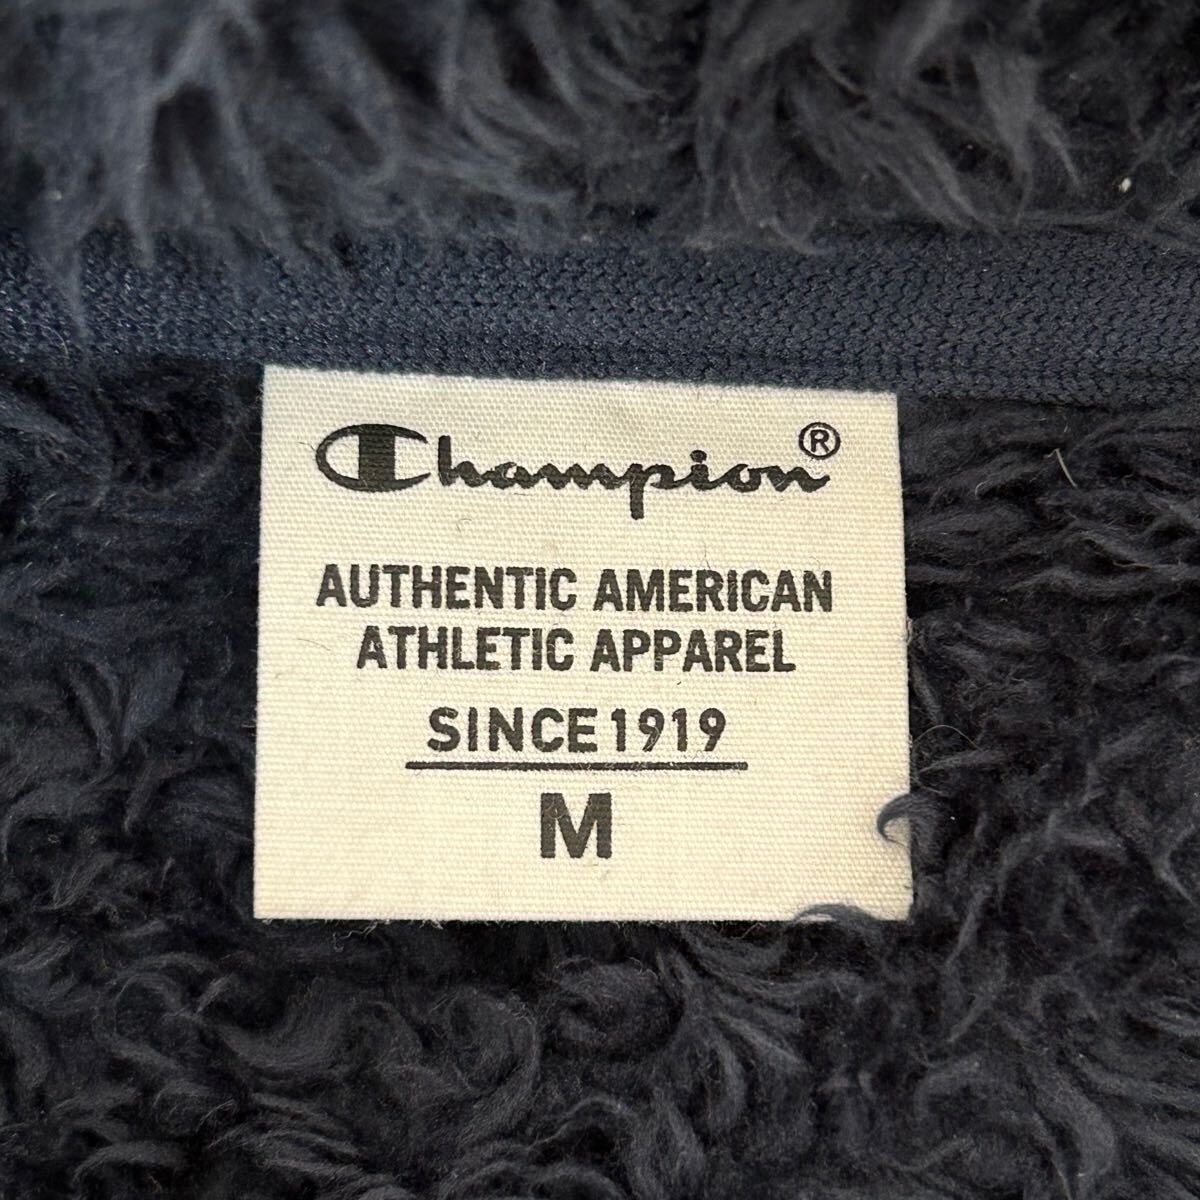 Champion®
AUTHENTIC AMERICAN
ATHLETIC APPAREL
SINCE 1919
M